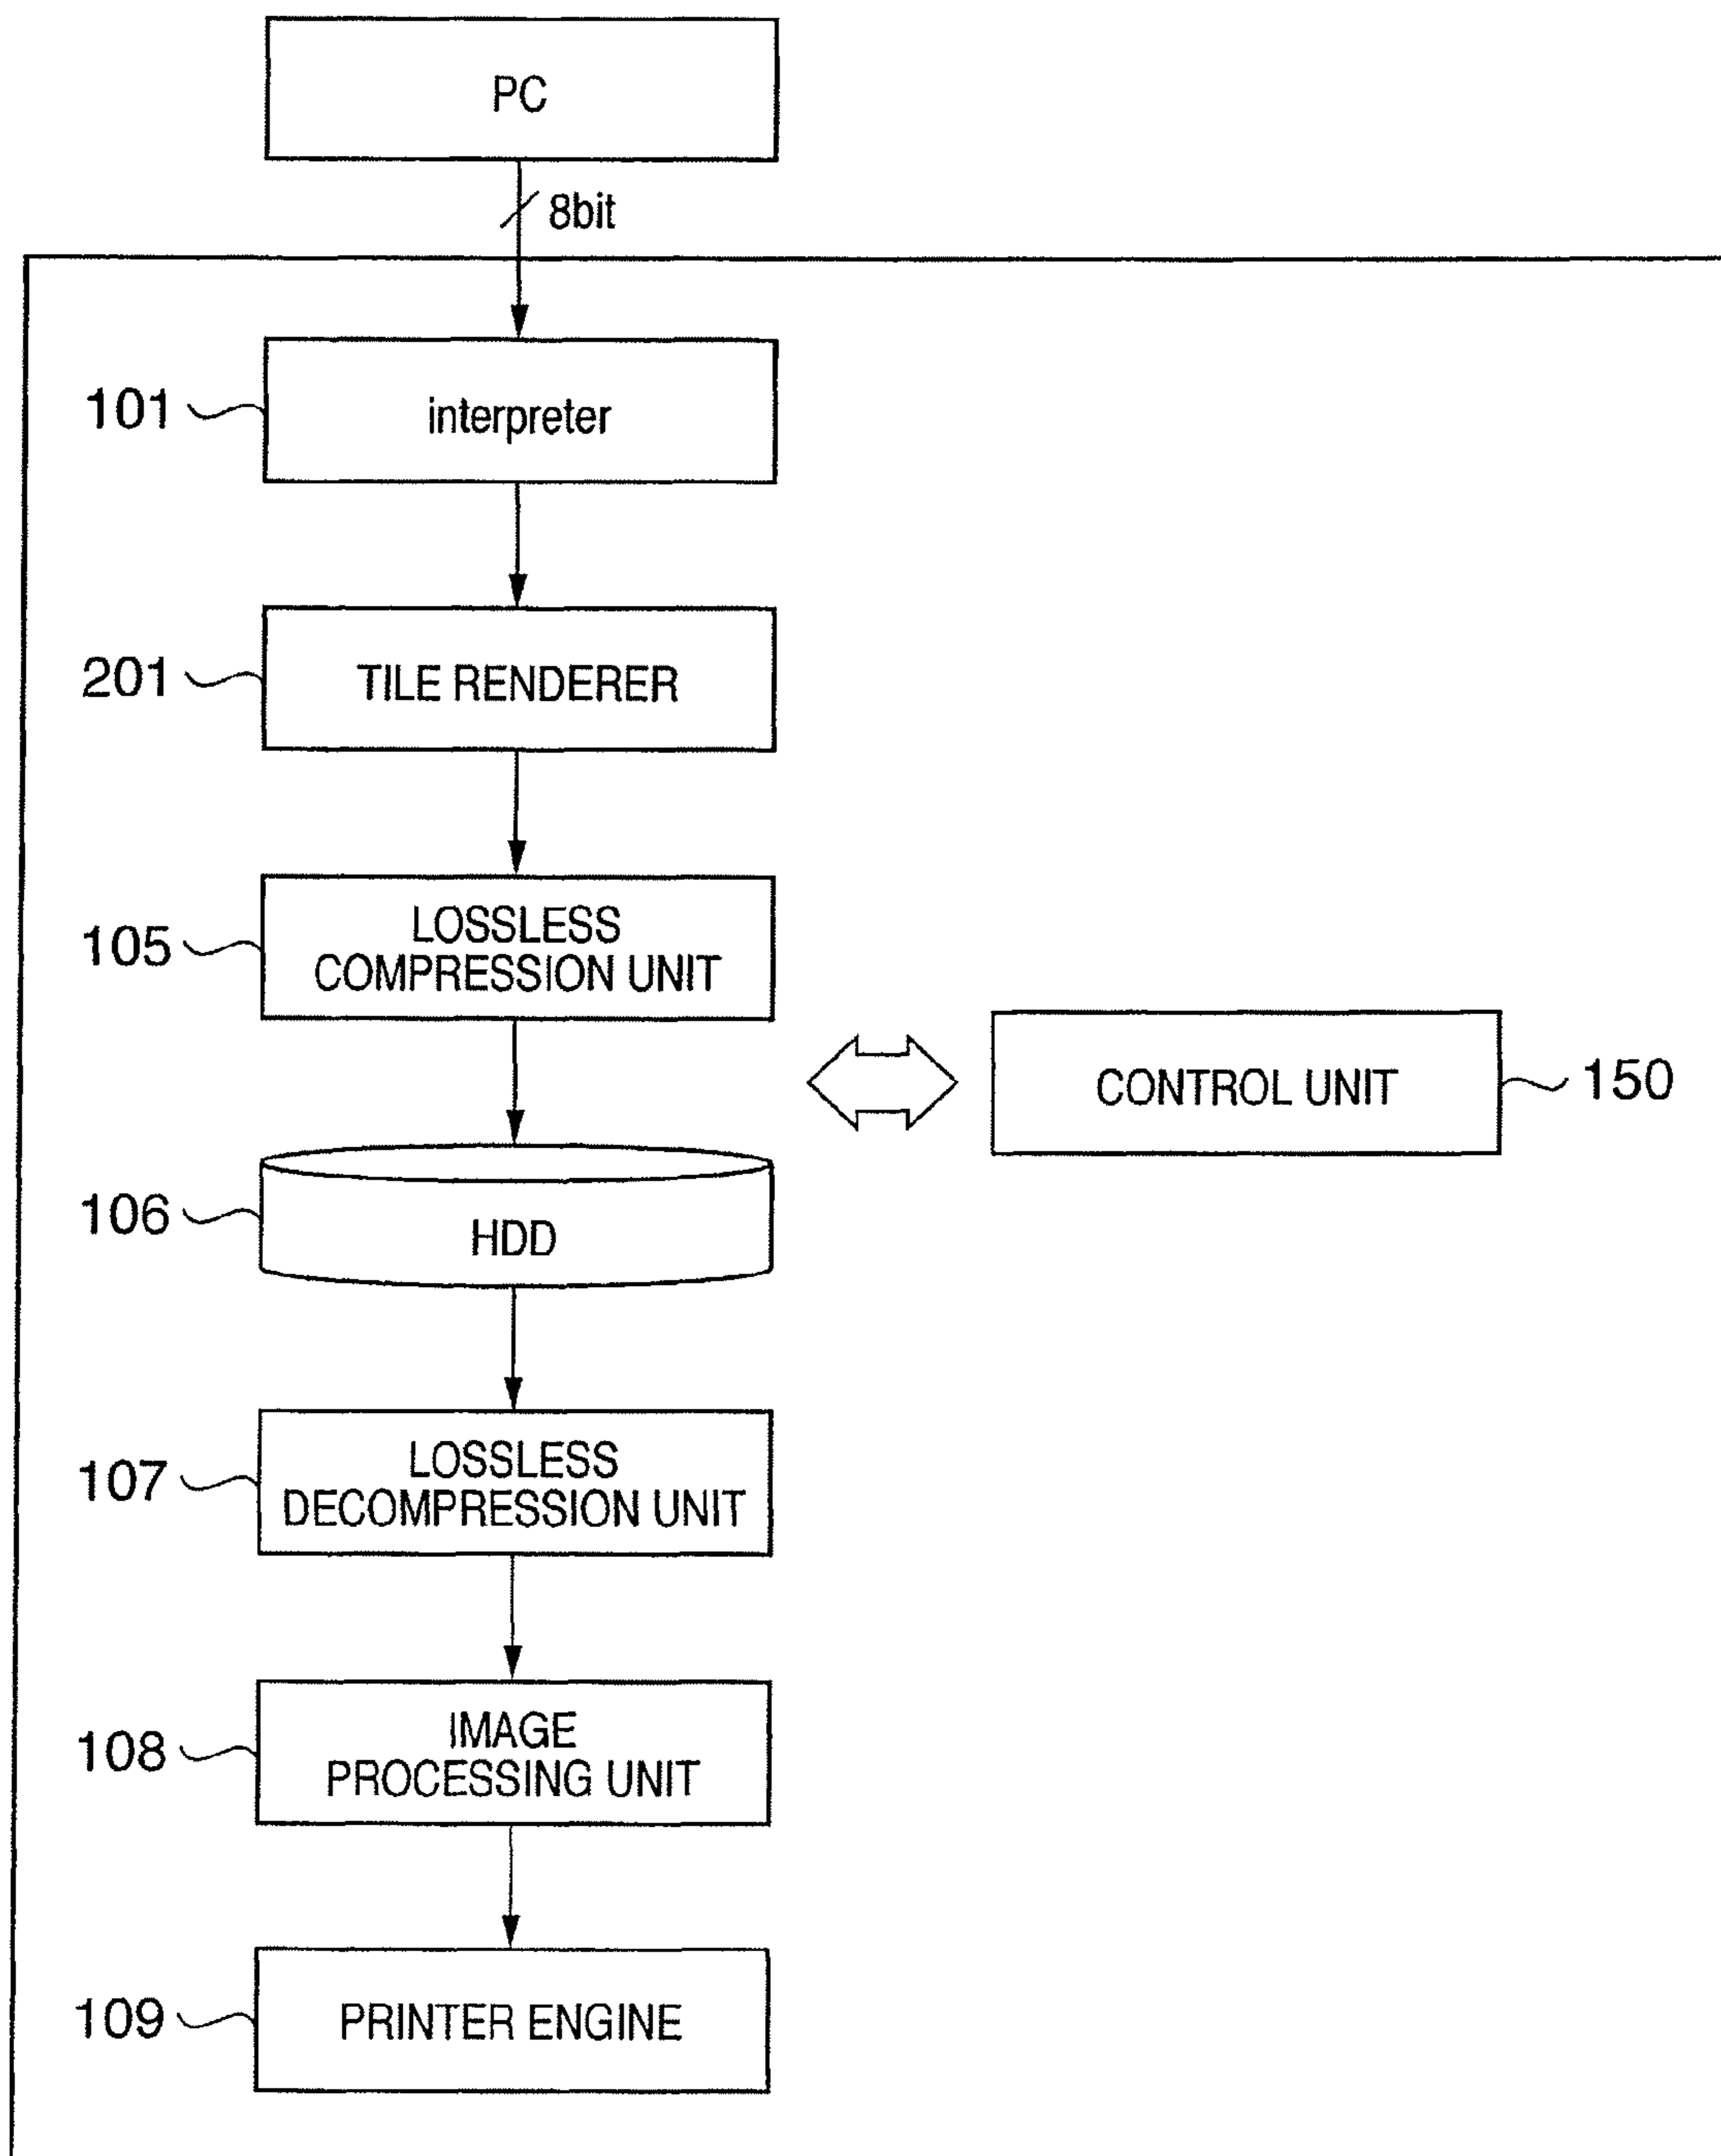 PC
8bit
101
interpreter
201
TILE RENDERER
105
LOSSLESS
COMPRESSION UNIT
CONTROL UNIT
150
106
HDD
107
LOSSLESS
DECOMPRESSION UNIT
108
IMAGE
PROCESSING UNIT
109
PRINTER ENGINE